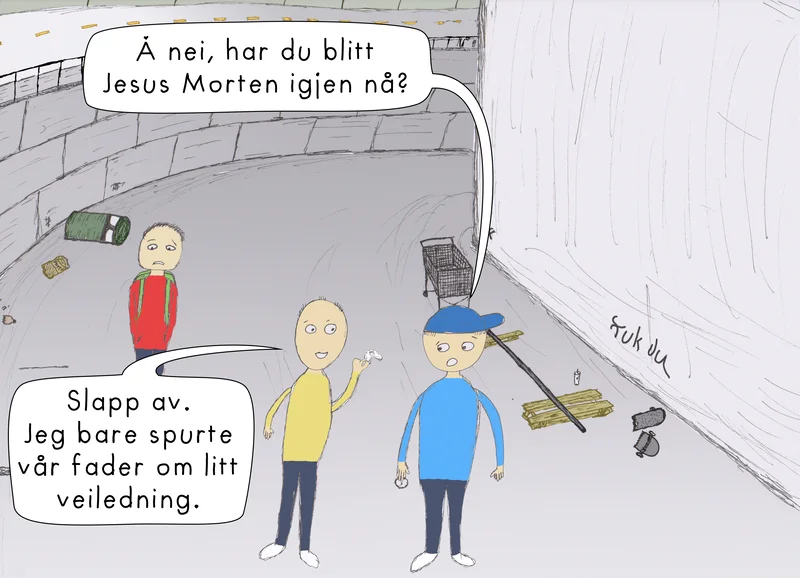 Å nei, har du blitt
Jesus Morten igjen nå?
Slapp av.
Jeg bare spurte
vår fader om litt
veiledning.
fuk du